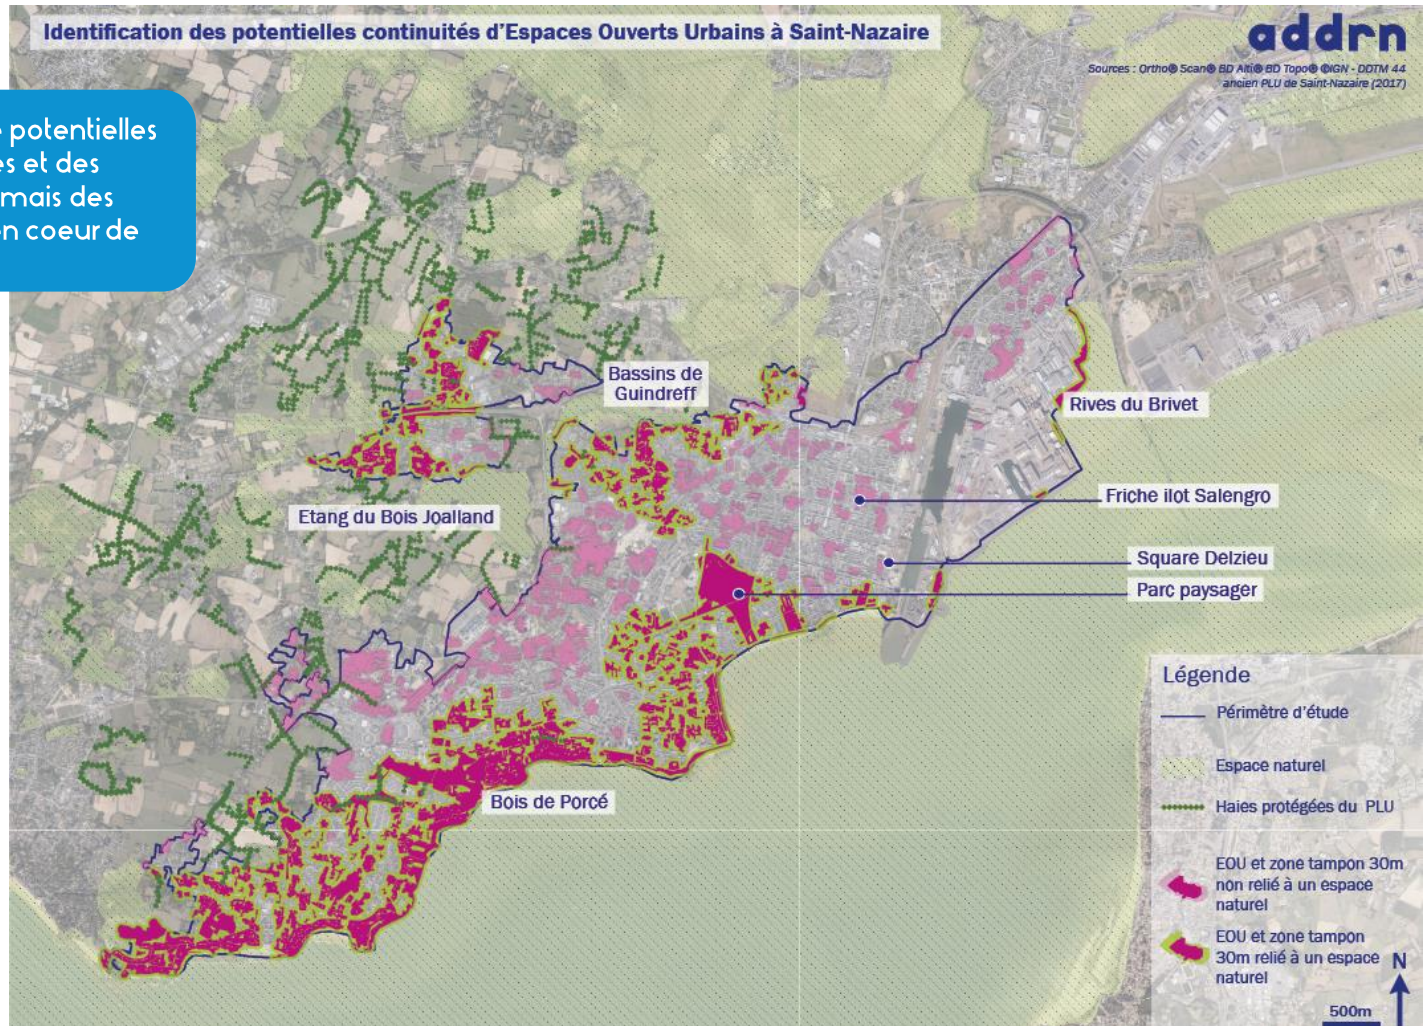 Identification des potentielles continuités d'Espaces Ouverts Urbains à Saint-Nazaire
addrn
Sources : Ortho® Scan® BD Alti® BD Topo® ©IGN - DDTM 44
ancien PLU de Saint-Nazaire (2017)
potentielles
es et des
mais des
en coeur de
Bassins de
Guindreff
Rives du Brivet
Friche ilot Salengro
Etang du Bois Joalland
Square Delzieu
Parc paysager
Bois de Porcé
Légende
Périmètre d'étude
Espace naturel
Haies protégées du PLU
EOU et zone tampon 30m
non relié à un espace
naturel
EOU et zone tampon
30m relié à un espace
naturel
N
500m